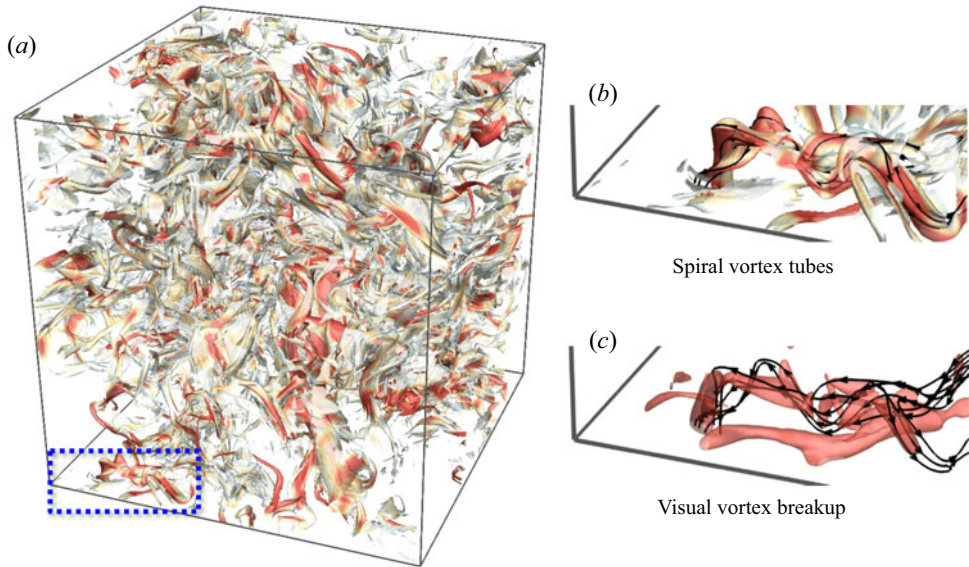 (a)
(b)
Spiral vortex tubes
(c)
Visual vortex breakup